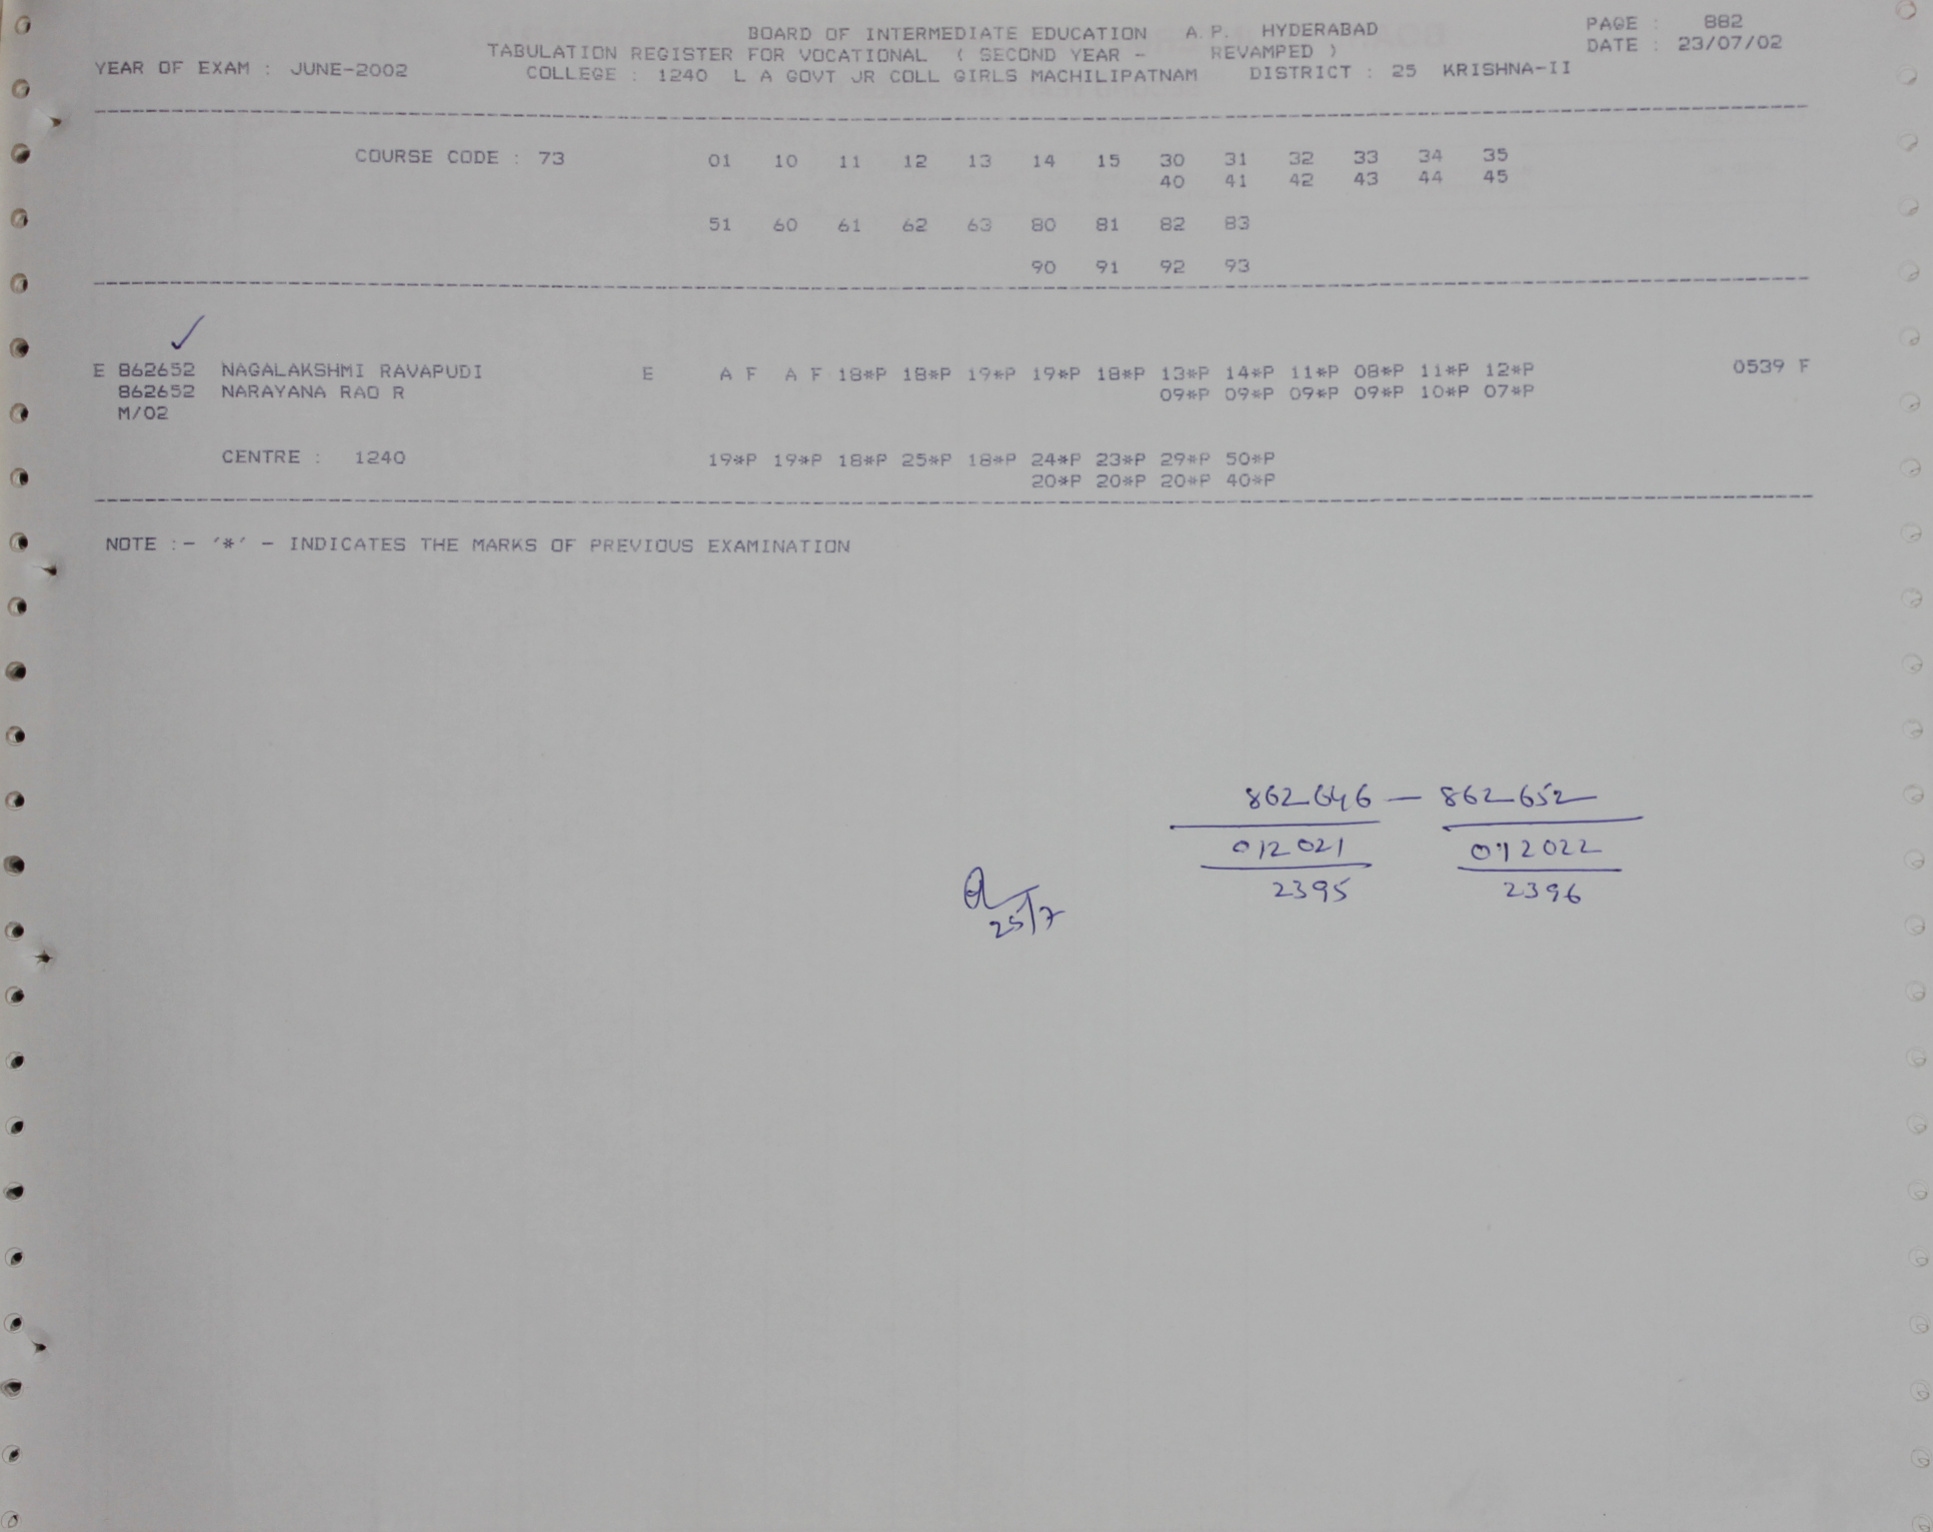 BOARD OF INTERMEDIATE EDUCATION A.P. HYDERABAD PAGE : 882
TABULATION REGISTER FOR VOCATIONAL ( SECOND YEAR - REVAMPED ) DATE : 23/07/02
YEAR OF EXAM : JUNE-2002 COLLEGE : 1240 L A GOVT JR COLL GIRLS MACHILIPATNAM DISTRICT : 25 KRISHNA-II
COURSE CODE : 73 01 10 11 12 13 14 15 30 31 32 33 34 35
40 41 42 43 44 45
51 60 61 62 63 80 81 82 83
90 91 92 93
E 862652 NAGALAKSHMI RAVAPUDI E A F A F 18*P 18*P 19*P 19*P 18*P 13*P 14*P 11*P 08*P 11*P 12*P 0539 F
862652 NARAYANA RAO R 09*P 09*P 09*P 09*P 10*P 07*P
M/02
CENTRE : 1240 19*P 19*P 18*P 25*P 18*P 24*P 23*P 29*P 50*P
20*P 20*P 20*P 40*P
NOTE :- '*' - INDICATES THE MARKS OF PREVIOUS EXAMINATION
862646 — 862652
012021 012022
2395 2396
25/7